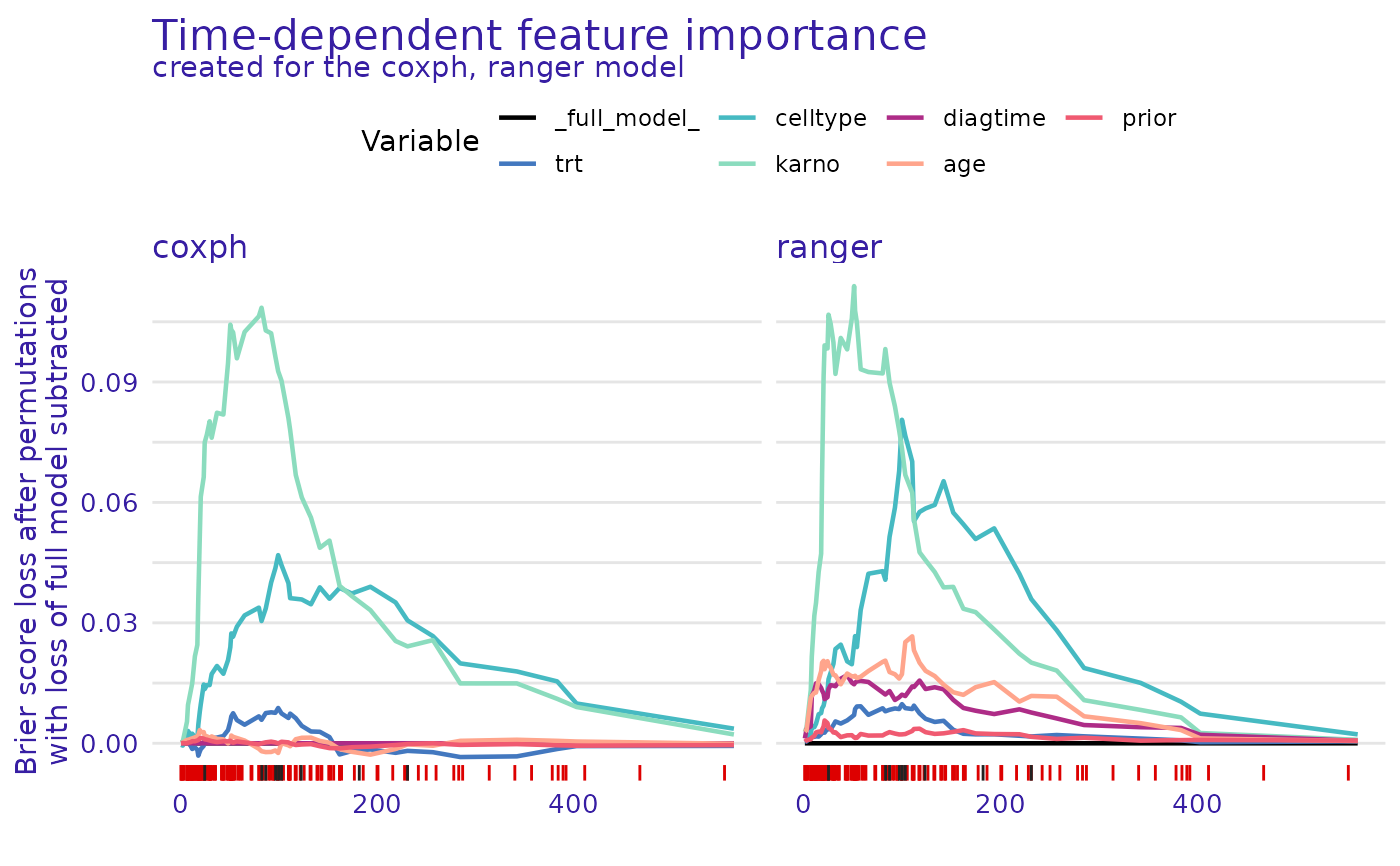 Time-dependent feature importance
created for the coxph, ranger model
Variable
_full_model_ celltype diagtime prior
trt karno age
coxph ranger
Brier score loss after permutations
with loss of full model subtracted
0.09
0.06
0.03
0.00
0 200 400 0 200 400